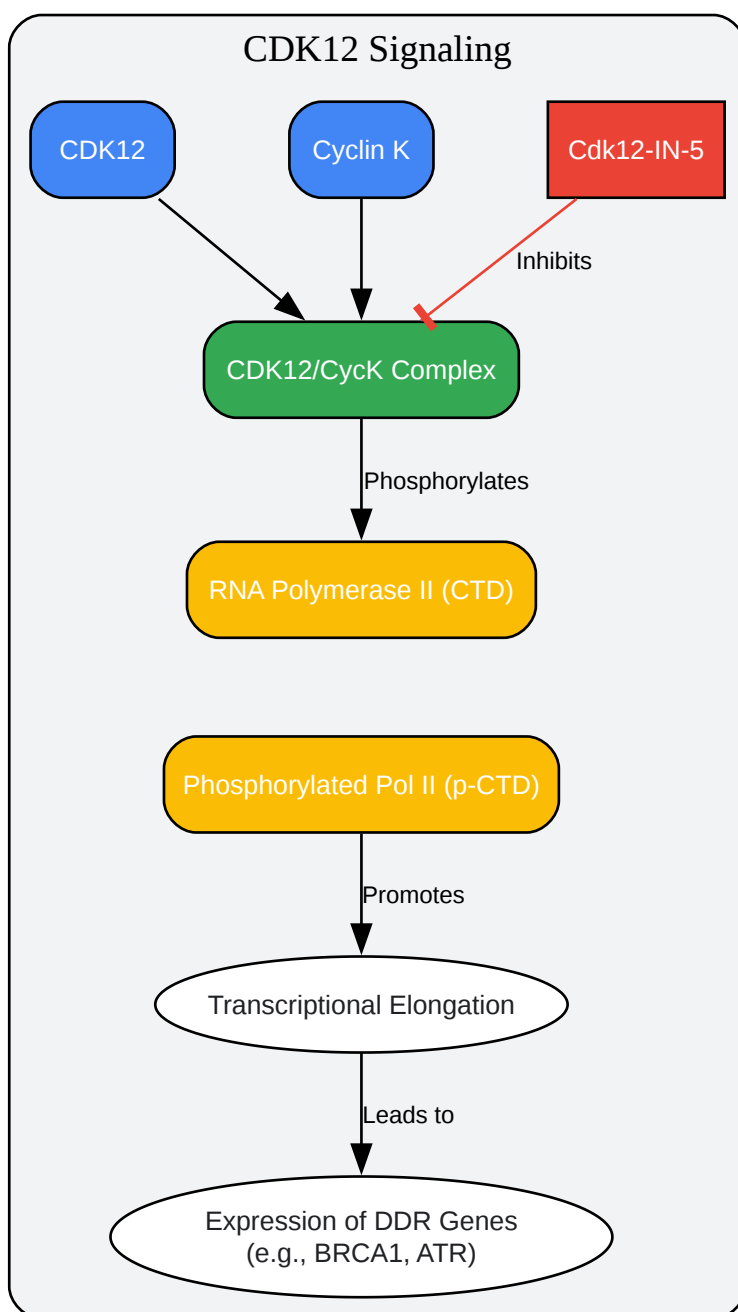 CDK12 Signaling
CDK12
Cyclin K
Cdk12-IN-5
Inhibits
CDK12/CycK Complex
Phosphorylates
RNA Polymerase II (CTD)
Phosphorylated Pol II (p-CTD)
Promotes
Transcriptional Elongation
Leads to
Expression of DDR Genes
(e.g., BRCA1, ATR)